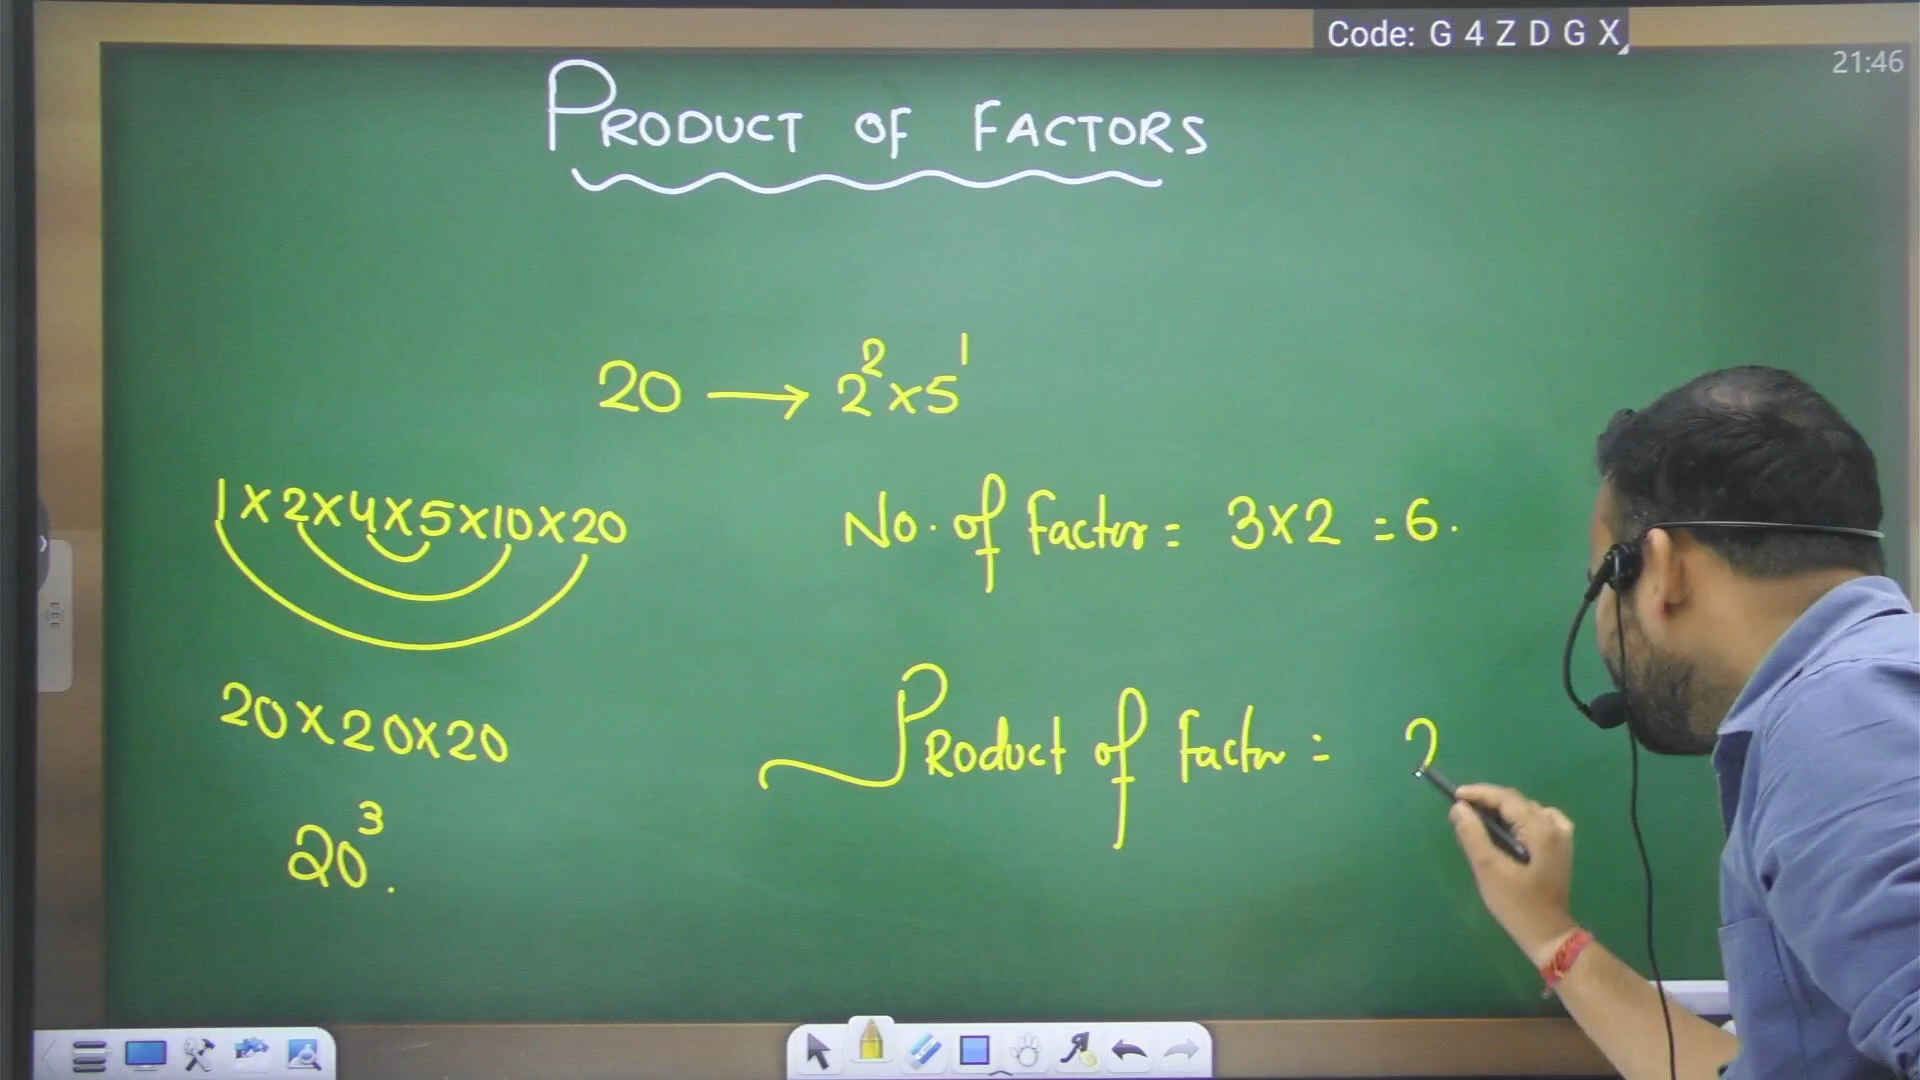 Code: G 4 Z D G X
21:46
PRODUCT OF FACTORS
20 → 2² x 5¹
1 x 2 x 4 x 5 x 10 x 20
No. of factor = 3 x 2 = 6.
20 x 20 x 20
PRoduct of factor = 2
20³.